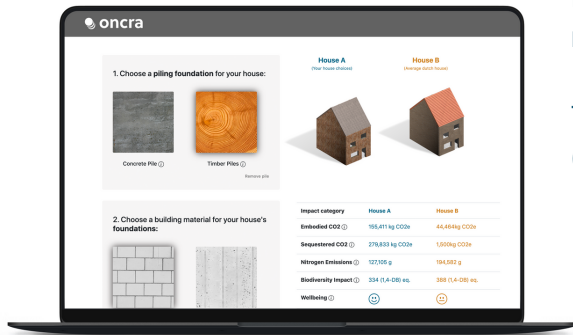 oncra
1. Choose a piling foundation for your house:
Concrete Pile
Timber Piles
Remove pile
2. Choose a building material for your house's
foundations:
House A
(Your house choices)
House B
(Average dutch house)
Impact category House A House B
Embodied CO2 155,411 kg CO2e 44,464kg CO2e
Sequestered CO2 279,833 kg CO2e 1,500kg CO2e
Nitrogen Emissions 127,105 g 194,582 g
Biodiversity Impact 334 (1,4-DB) eq. 388 (1,4-DB) eq.
Wellbeing